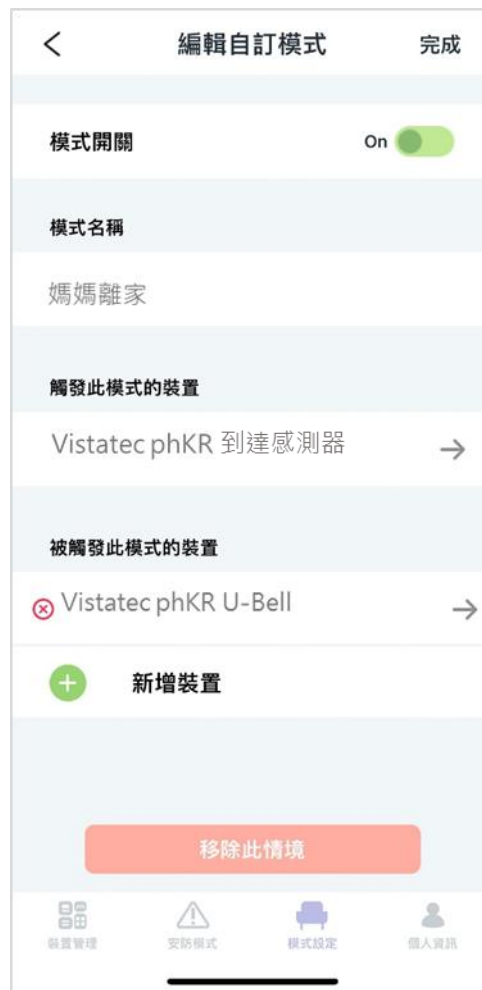 編輯自訂模式 完成
模式開關 On
模式名稱
媽媽離家
觸發此模式的裝置
Vistatec phKR 到達感測器
被觸發此模式的裝置
Vistatec phKR U-Bell
新增裝置
移除此情境
裝置管理 安防模式 模式設定 個人資訊